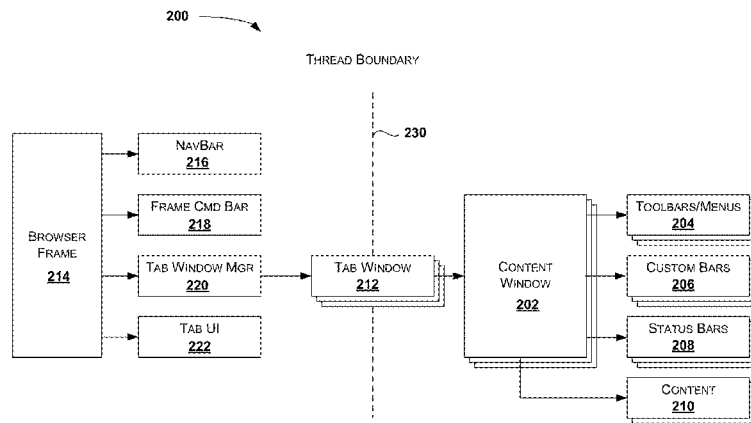 200
THREAD BOUNDARY
230
NAVBAR
216
FRAME CMD BAR
218
BROWSER
FRAME
214
TAB WINDOW MGR
220
TAB UI
222
TAB WINDOW
212
CONTENT
WINDOW
202
TOOLBARS/MENUS
204
CUSTOM BARS
206
STATUS BARS
208
CONTENT
210